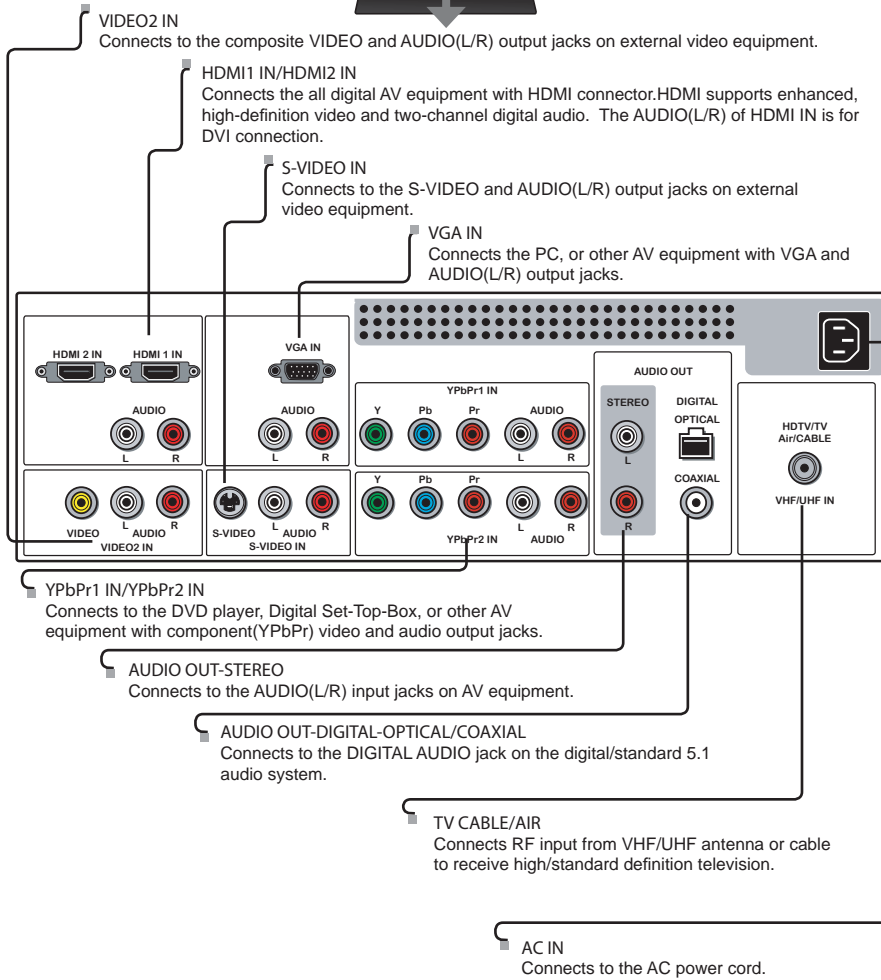 VIDEO2 IN
Connects to the composite VIDEO and AUDIO(L/R) output jacks on external video equipment.
HDMI1 IN/HDMI2 IN
Connects the all digital AV equipment with HDMI connector.HDMI supports enhanced,
high-definition video and two-channel digital audio. The AUDIO(L/R) of HDMI IN is for
DVI connection.
S-VIDEO IN
Connects to the S-VIDEO and AUDIO(L/R) output jacks on external
video equipment.
VGA IN
Connects the PC, or other AV equipment with VGA and
AUDIO(L/R) output jacks.
HDMI 2 IN
HDMI 1 IN
AUDIO
L
R
VGA IN
AUDIO
L
R
YPbPr1 IN
Y
Pb
Pr
AUDIO
L
R
AUDIO OUT
STEREO
DIGITAL
OPTICAL
L
COAXIAL
R
HDTV/TV
Air/CABLE
VHF/UHF IN
VIDEO
L
AUDIO
R
VIDEO2 IN
S-VIDEO
L
AUDIO
R
S-VIDEO IN
Y
Pb
Pr
L
R
YPbPr2 IN
AUDIO
YPbPr1 IN/YPbPr2 IN
Connects to the DVD player, Digital Set-Top-Box, or other AV
equipment with component(YPbPr) video and audio output jacks.
AUDIO OUT-STEREO
Connects to the AUDIO(L/R) input jacks on AV equipment.
AUDIO OUT-DIGITAL-OPTICAL/COAXIAL
Connects to the DIGITAL AUDIO jack on the digital/standard 5.1
audio system.
TV CABLE/AIR
Connects RF input from VHF/UHF antenna or cable
to receive high/standard definition television.
AC IN
Connects to the AC power cord.